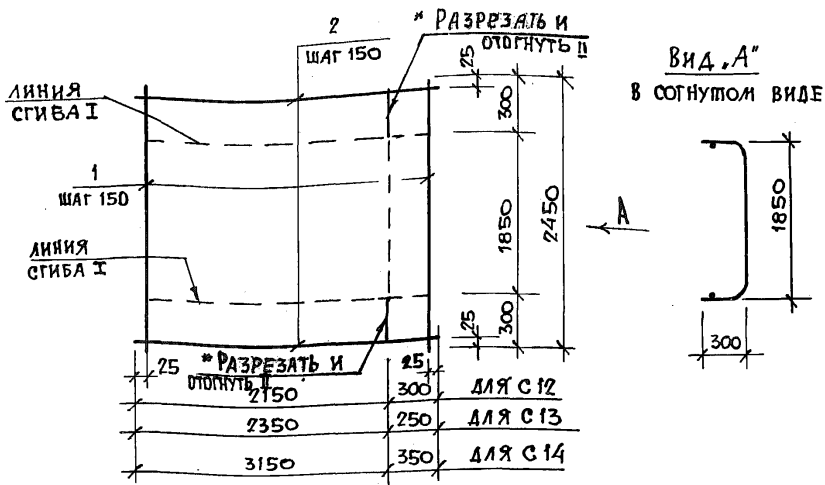 2
ШАГ 150
* РАЗРЕЗАТЬ И
ОТОГНУТЬ II
25
300
ВИД „А"
В СОГНУТОМ ВИДЕ
ЛИНИЯ
СГИБА I
1
ШАГ 150
1850
2450
А
1850
ЛИНИЯ
СГИБА I
25
300
300
25
* РАЗРЕЗАТЬ И
ОТОГНУТЬ II
25
2150
300
ДЛЯ С 12
2350
250
ДЛЯ С 13
3150
350
ДЛЯ С 14